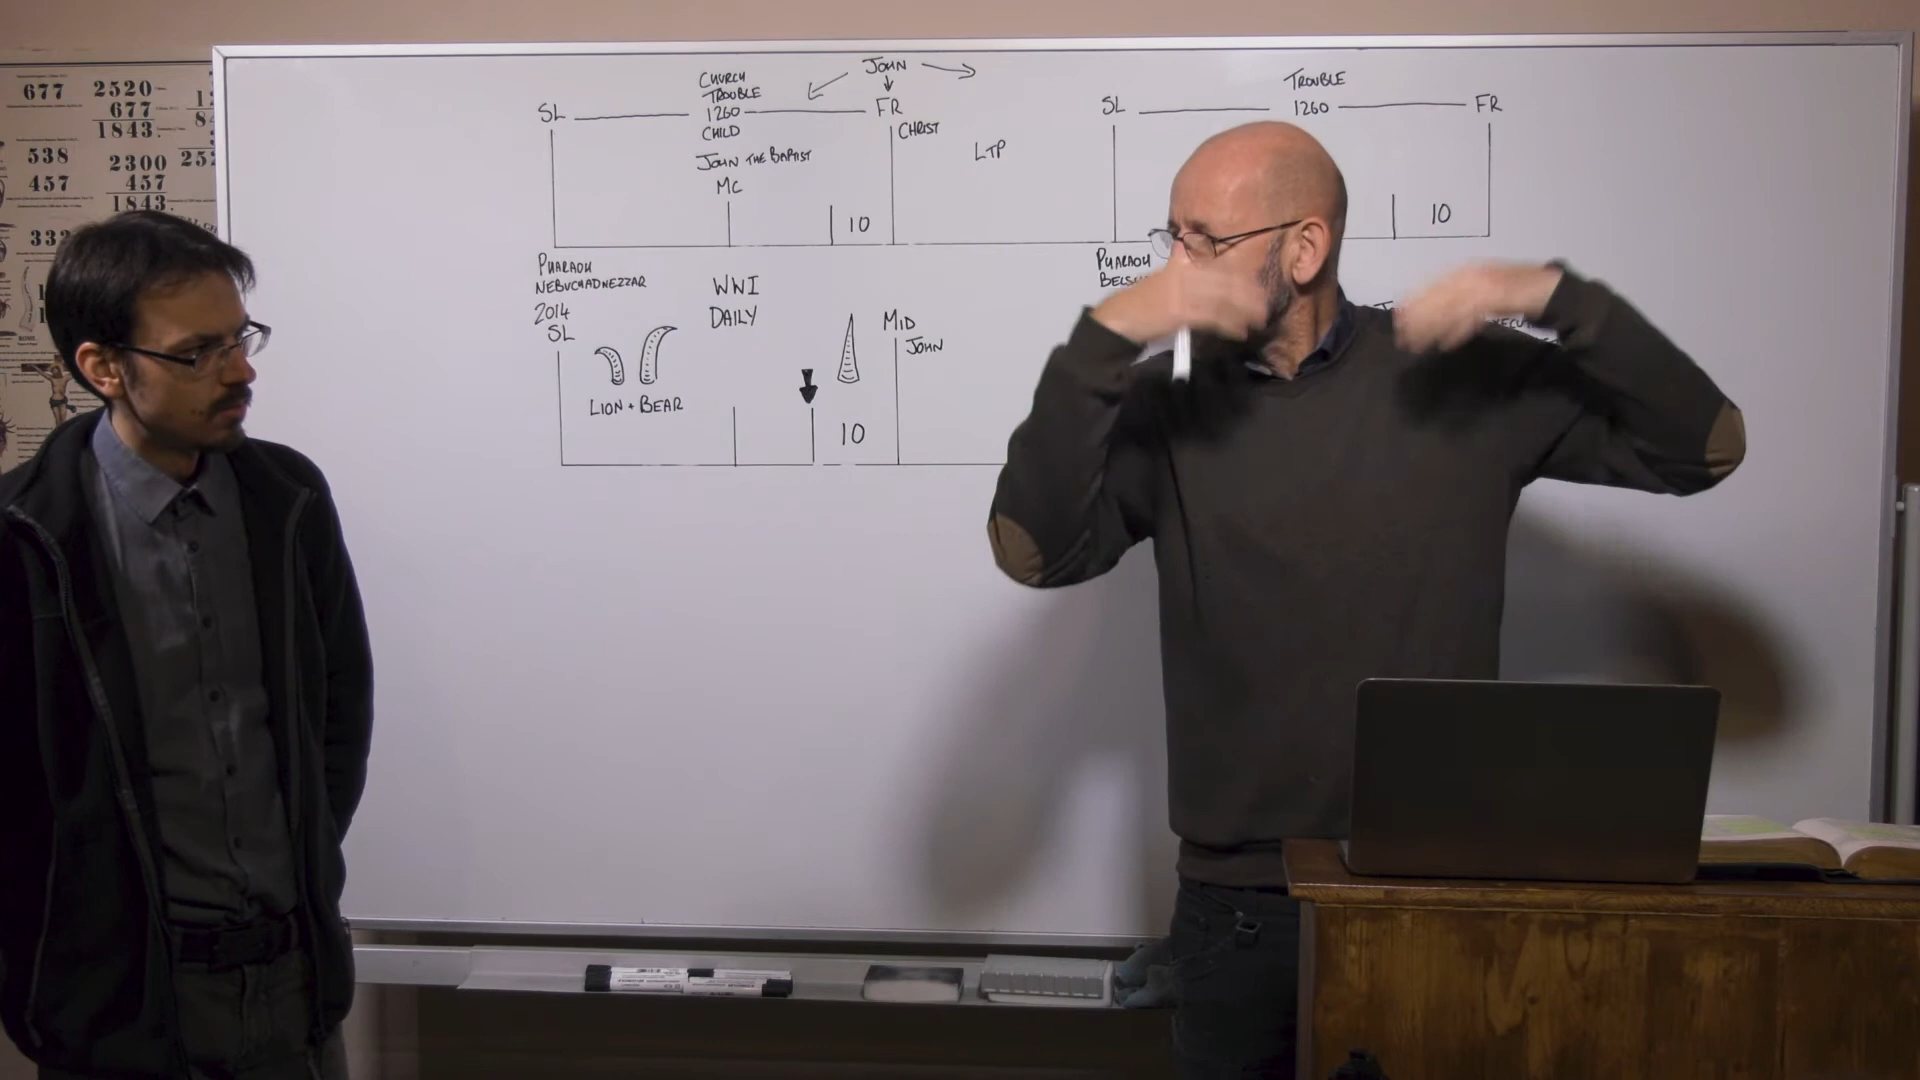 677
2520
677
1843.
538
457
2300
457
1843.
252
JOHN
CHURCH
TROUBLE
SL 1260 FR
CHILD
CHRIST
JOHN THE BAPTIST
MC
10
LTP
TROUBLE
SL 1260 FR
10
PHARAOH
NEBUCHADNEZZAR
2014
SL
WWI
DAILY
LION + BEAR
10
MID
JOHN
PHARAOH